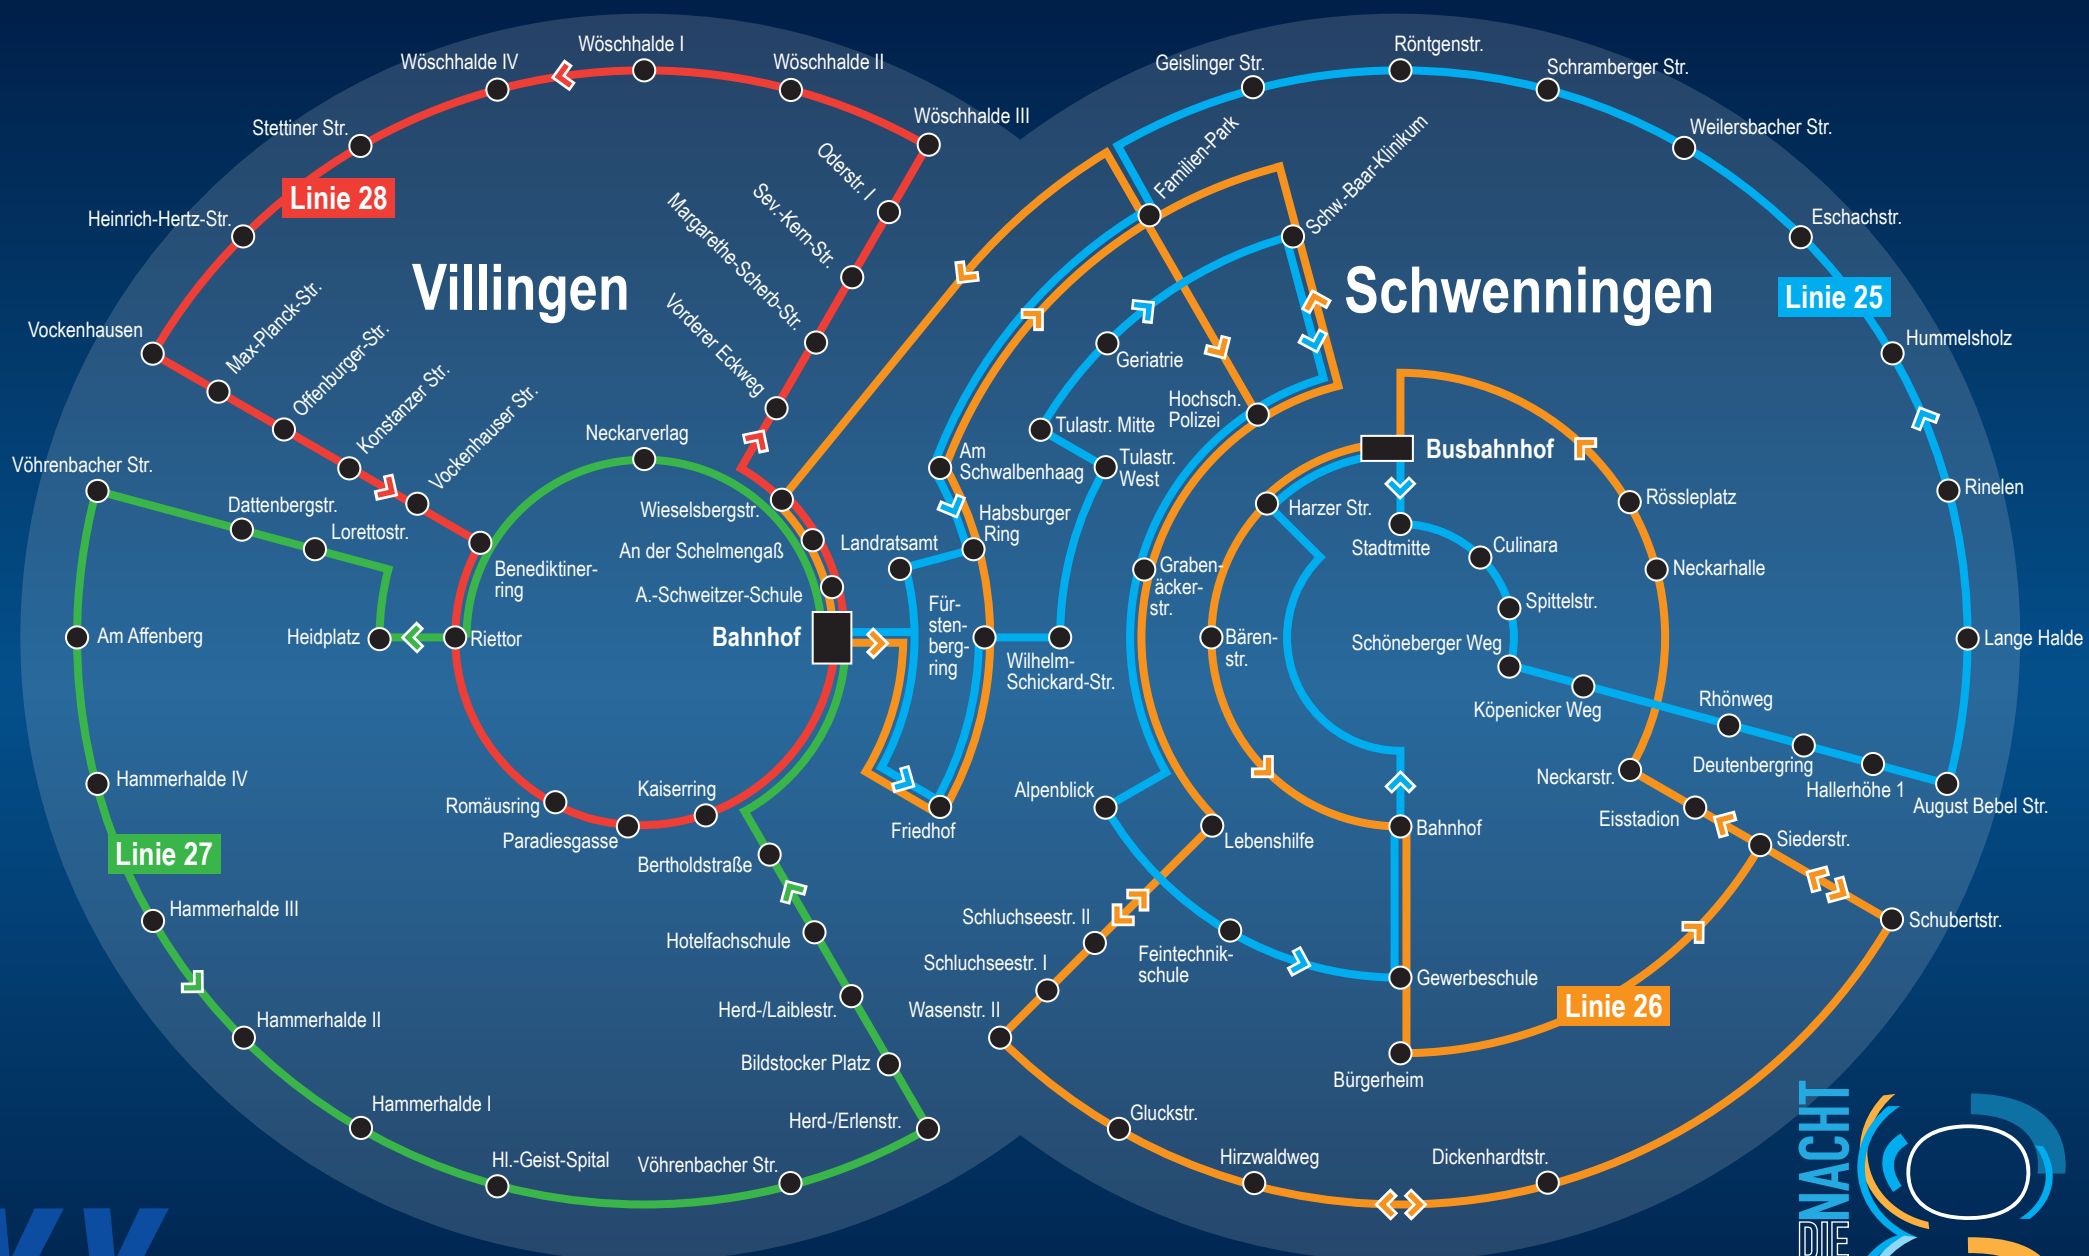 Wöschhalde I
Wöschhalde IV
Wöschhalde II
Stettiner Str.
Wöschhalde III
Linie 28
Heinrich-Hertz-Str.
Oderstr. I
Sev.-Kern-Str.
Margarethe-Scherb-Str.
Vorderer Eckweg
Villingen
Vockenhausen
Max-Planck-Str.
Offenburger-Str.
Konstanzer Str.
Vockenhauser Str.
Neckarverlag
Vöhrenbacher Str.
Dattenbergstr.
Lorettostr.
Wieselsbergstr.
An der Schelmengaß
A.-Schweitzer-Schule
Benediktiner-
ring
Bahnhof
Am Affenberg
Heidplatz
Riettor
Hammerhalde IV
Kaiserring
Romäusring
Paradiesgasse
Bertholdstraße
Linie 27
Hammerhalde III
Hotelfachschule
Hammerhalde II
Herd-/Laiblestr.
Bildstocker Platz
Hammerhalde I
Herd-/Erlenstr.
Hl.-Geist-Spital
Vöhrenbacher Str.
Geislinger Str.
Röntgenstr.
Schramberger Str.
Weilersbacher Str.
Familien-Park
Schw.-Baar-Klinikum
Eschachstr.
Schwenningen
Linie 25
Hummelsholz
Geriatrie
Hochsch.
Polizei
Tulastr. Mitte
Tulastr.
West
Am
Schwalbenhaag
Busbahnhof
Rinelen
Rössleplatz
Harzer Str.
Habsburger
Ring
Landratsamt
Stadtmitte
Culinara
Neckarhalle
Graben-
äcker-
str.
Spittelstr.
Für-
sten-
berg-
ring
Wilhelm-
Schickard-Str.
Bären-
str.
Schöneberger Weg
Lange Halde
Köpenicker Weg
Rhönweg
Deutenbergring
Hallerhöhe 1
August Bebel Str.
Neckarstr.
Eisstadion
Siederstr.
Friedhof
Alpenblick
Lebenshilfe
Bahnhof
Schubertstr.
Schluchseestr. II
Schluchseestr. I
Feintechnik-
schule
Gewerbeschule
Wasenstr. II
Linie 26
Bürgerheim
Gluckstr.
Hirzwaldweg
Dickenhardtstr.
DIE NACHT